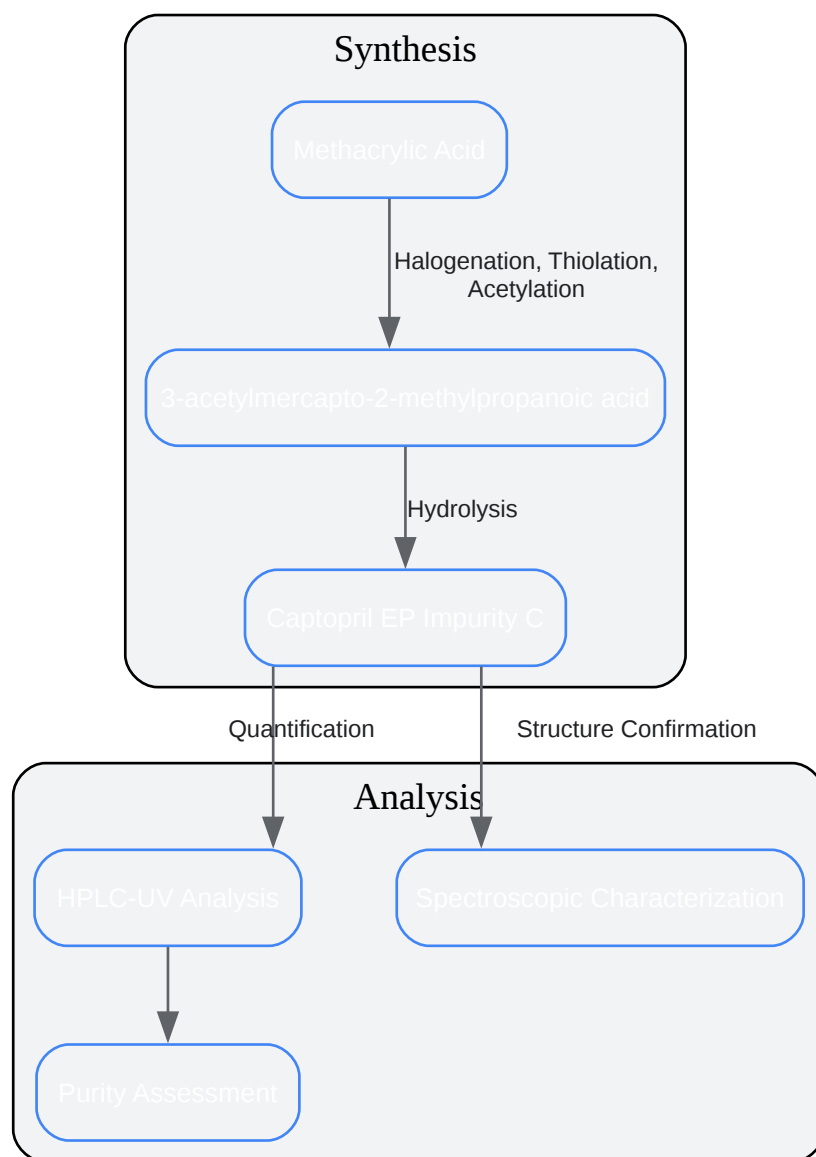 Synthesis
Methacrylic Acid
Halogenation, Thiolation,
Acetylation
3-acetylmercapto-2-methylpropanoic acid
Hydrolysis
Captopril EP Impurity C
Quantification
Structure Confirmation
Analysis
HPLC-UV Analysis
Spectroscopic Characterization
Purity Assessment